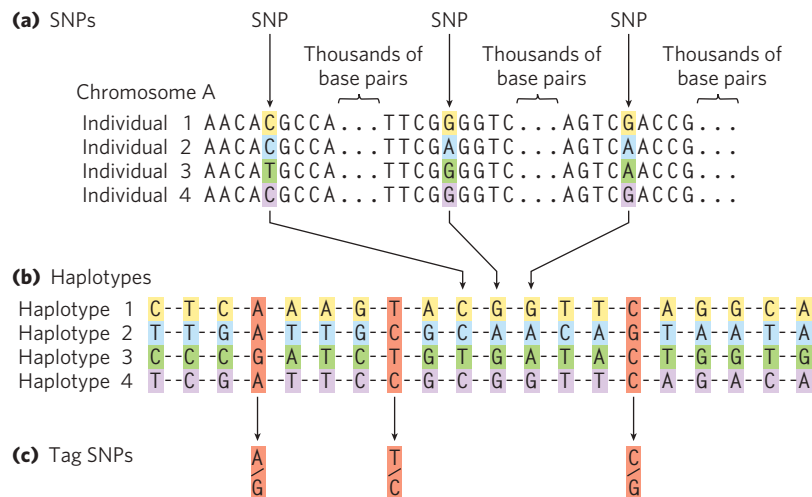 (a) SNPs SNP SNP SNP
Thousands of base pairs Thousands of base pairs Thousands of base pairs
Chromosome A
Individual 1 AACACGCCA...TTCGGGGTC...AGTCGACCG...
Individual 2 AACACGCCA...TTCGAGGTC...AGTCAACCG...
Individual 3 AACATGCCA...TTCGGGGTC...AGTCAACCG...
Individual 4 AACACGCCA...TTCGGGGTC...AGTCGACCG...
(b) Haplotypes
Haplotype 1 C-T-C-A-A-A-G-T-A-C-G-G-T-T-C-A-G-G-C-A
Haplotype 2 T-T-G-A-T-T-G-C-G-C-A-A-C-A-G-T-A-A-T-A
Haplotype 3 C-C-C-G-A-T-C-T-G-T-G-A-T-A-C-T-G-G-T-G
Haplotype 4 T-C-G-A-T-T-C-C-G-C-G-G-T-T-C-A-G-A-C-A
(c) Tag SNPs A/G T/C C/G